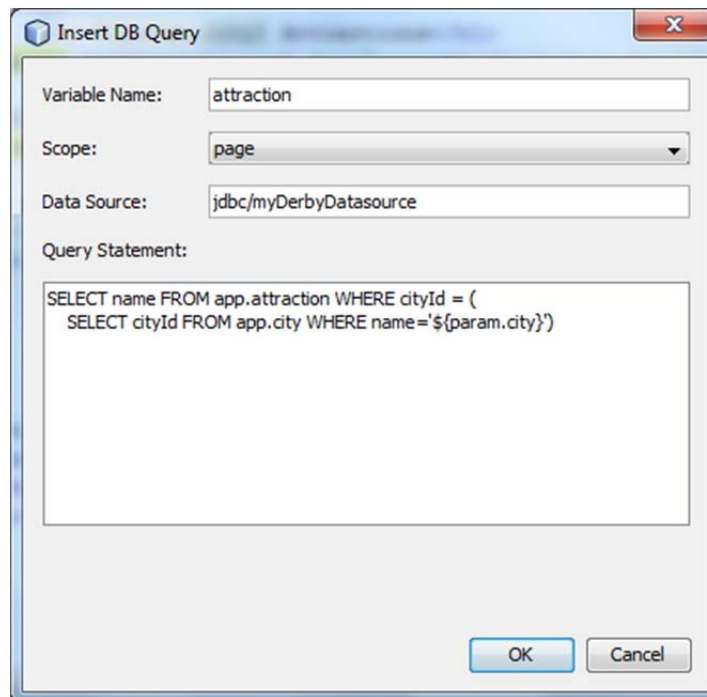 Insert DB Query
Variable Name: attraction
Scope: page
Data Source: jdbc/myDerbyDatasource
Query Statement:
SELECT name FROM app.attraction WHERE cityId = (
SELECT cityId FROM app.city WHERE name='${param.city}')
OK Cancel